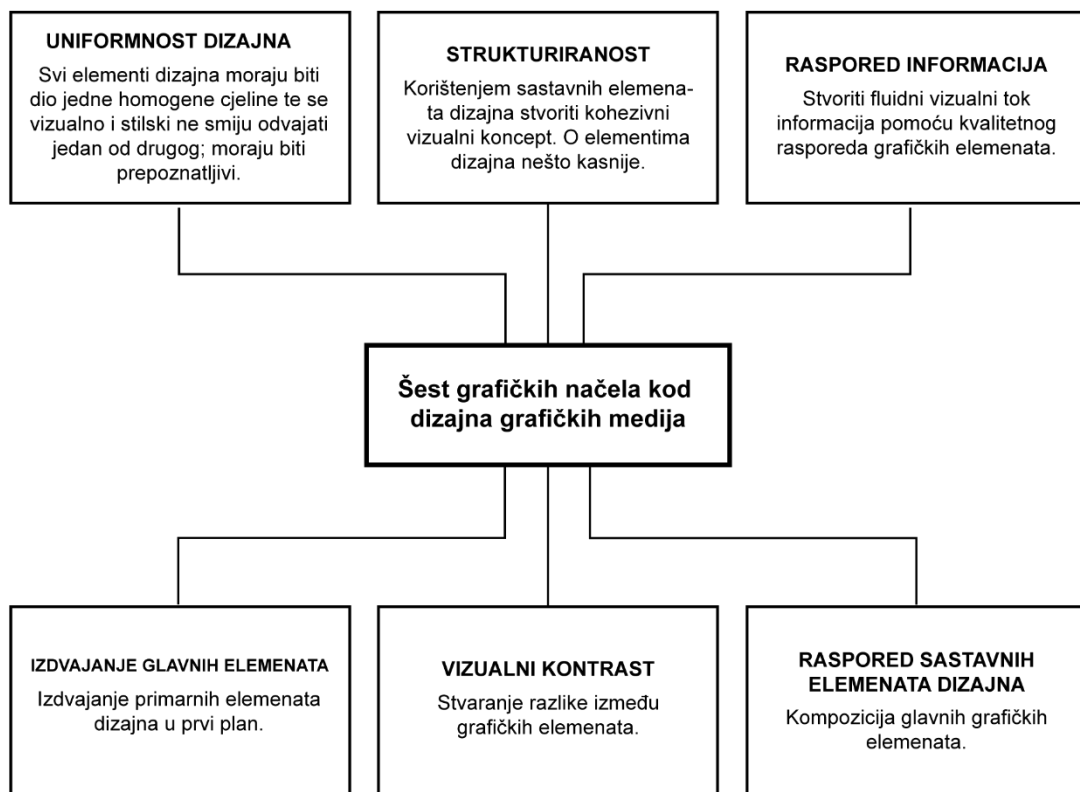 UNIFORMNOST DIZAJNA
Svi elementi dizajna moraju biti
dio jedne homogene cjeline te se
vizualno i stilski ne smiju odvajati
jedan od drugog; moraju biti
prepoznatljivi.
STRUKTURIRANOST
Korištenjem sastavnih elemena-
ta dizajna stvoriti kohezivni
vizualni koncept. O elementima
dizajna nešto kasnije.
RASPORED INFORMACIJA
Stvoriti fluidni vizualni tok
informacija pomoću kvalitetnog
rasporeda grafičkih elemenata.
Šest grafičkih načela kod
dizajna grafičkih medija
IZDVAJANJE GLAVNIH ELEMENATA
Izdvajanje primarnih elemenata
dizajna u prvi plan.
VIZUALNI KONTRAST
Stvaranje razlike između
grafičkih elemenata.
RASPORED SASTAVNIH
ELEMENATA DIZAJNA
Kompozicija glavnih grafičkih
elemenata.